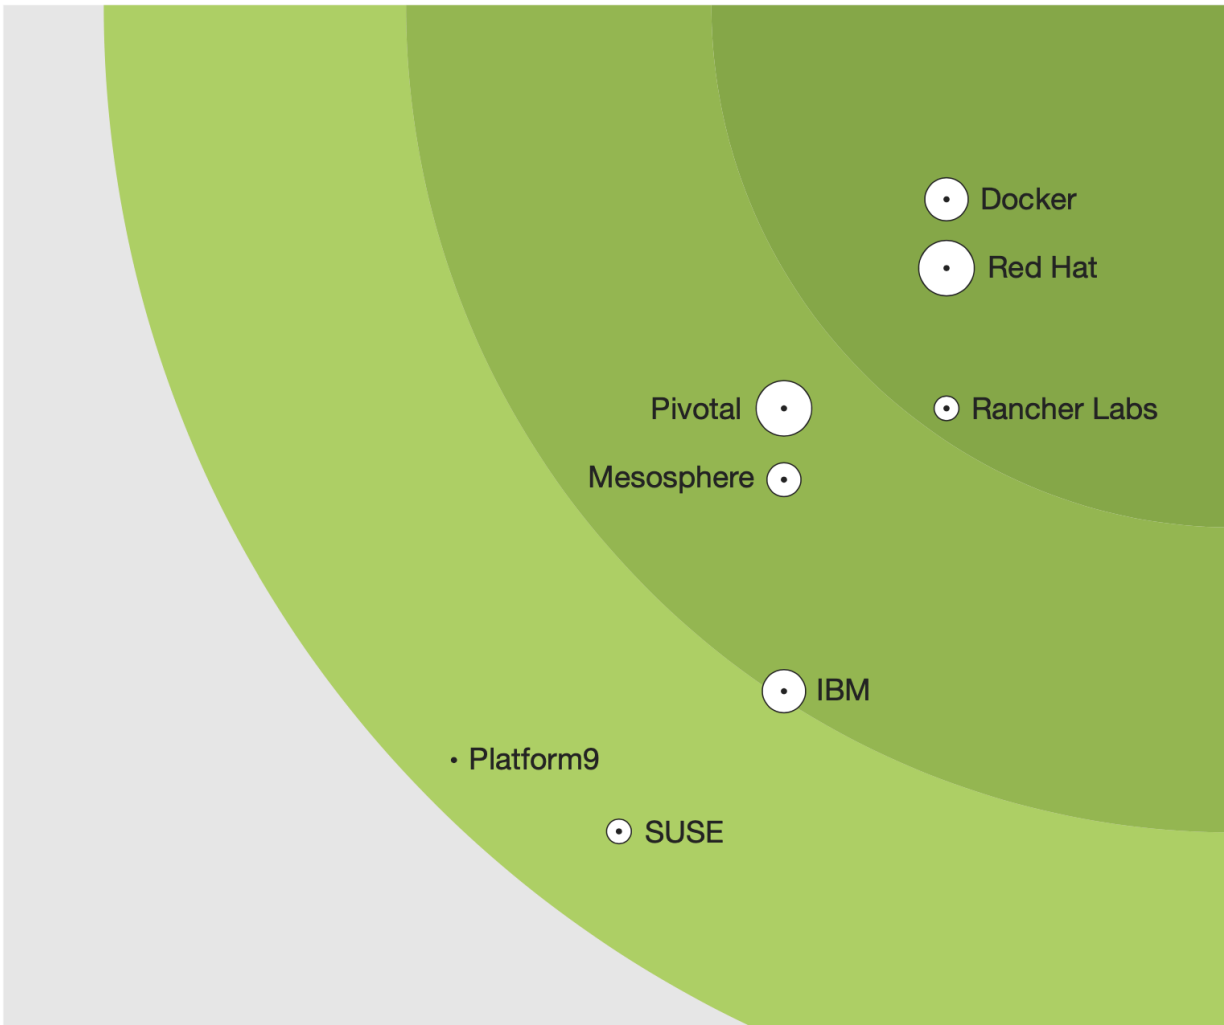 Docker
Red Hat
Pivotal
Rancher Labs
Mesosphere
IBM
Platform9
SUSE